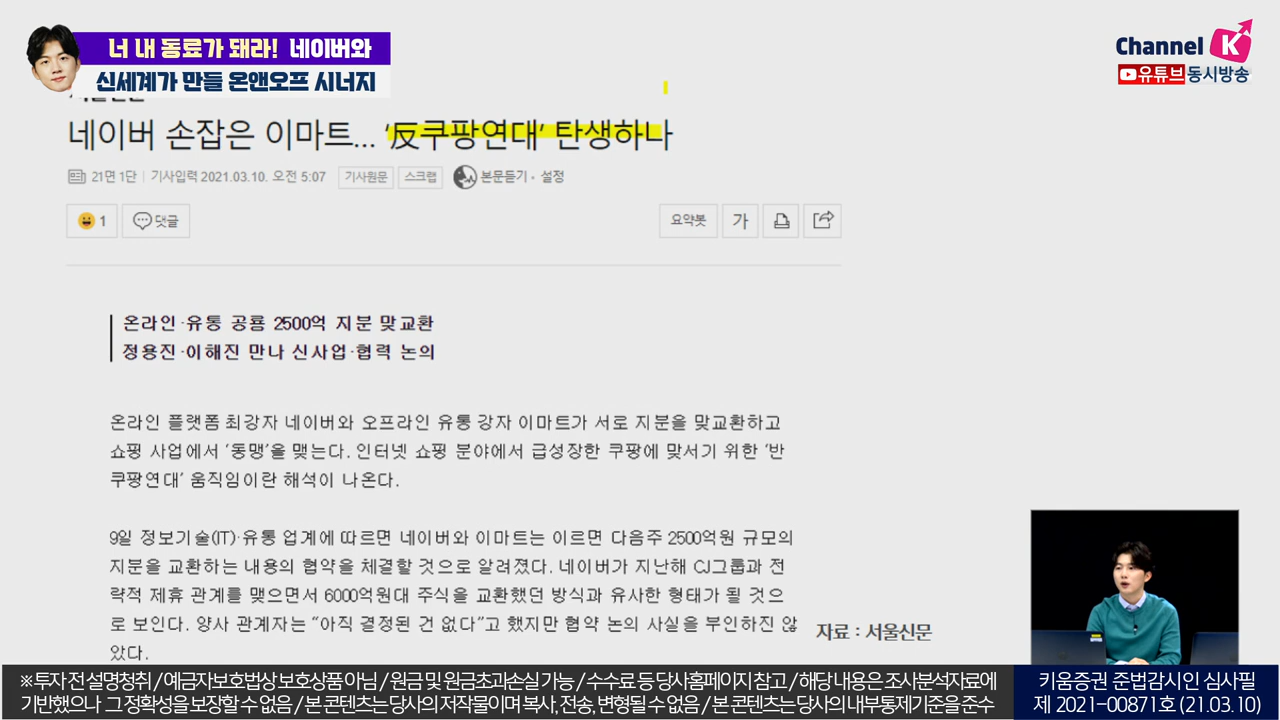 너 내 동료가 돼라! 네이버와
신세계가 만들 온앤오프 시너지
Channel K
유튜브동시방송
네이버 손잡은 이마트... '反쿠팡연대' 탄생하나
21면 1단 기사입력 2021.03.10. 오전 5:07 기사원문 스크랩 본문듣기 · 설정
1 댓글 요약봇 가
온라인·유통 공룡 2500억 지분 맞교환
정용진·이해진 만나 신사업·협력 논의
온라인 플랫폼 최강자 네이버와 오프라인 유통 강자 이마트가 서로 지분을 맞교환하고
쇼핑 사업에서 ‘동맹’을 맺는다. 인터넷 쇼핑 분야에서 급성장한 쿠팡에 맞서기 위한 ‘반
쿠팡연대’ 움직임이란 해석이 나온다.
9일 정보기술(IT)·유통 업계에 따르면 네이버와 이마트는 이르면 다음주 2500억원 규모의
지분을 교환하는 내용의 협약을 체결할 것으로 알려졌다. 네이버가 지난해 CJ그룹과 전
략적 제휴 관계를 맺으면서 6000억원대 주식을 교환했던 방식과 유사한 형태가 될 것으
로 보인다. 양사 관계자는 “아직 결정된 건 없다”고 했지만 협약 논의 사실을 부인하진 않
았다.
자료 : 서울신문
※ 투자 전 설명청취 / 예금자보호법상 보호상품 아님 / 원금 및 원금초과손실 가능 / 수수료 등 당사홈페이지 참고 / 해당 내용은 조사분석자료에
기반했으나 그 정확성을 보장할 수 없음 / 본 콘텐츠는 당사의 저작물이며 복사, 전송, 변형될 수 없음 / 본 콘텐츠는 당사의 내부통제기준을 준수
키움증권 준법감시인 심사필
제 2021-00871호 (21.03.10)